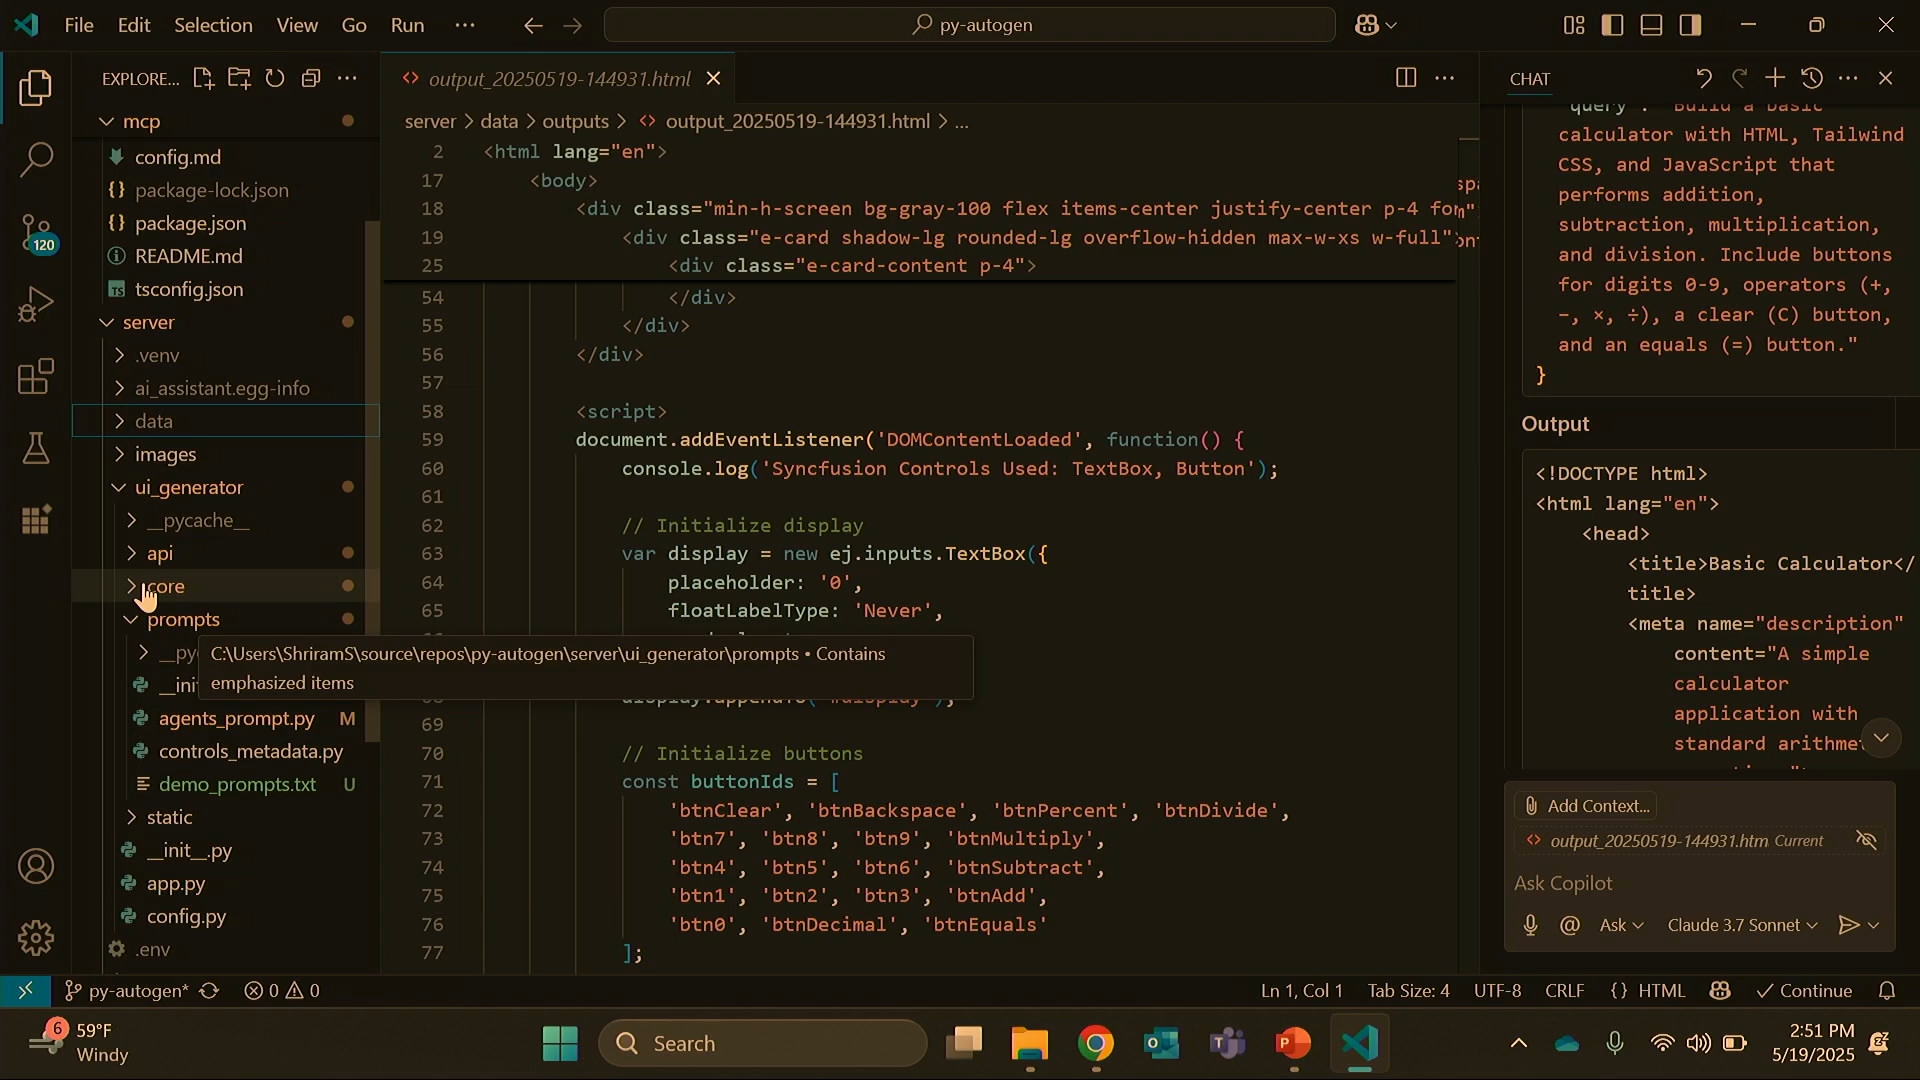 File Edit Selection View Go Run ···
py-autogen
EXPLORE...
mcp
config.md
package-lock.json
package.json
README.md
tsconfig.json
server
.venv
ai_assistant.egg-info
data
images
ui_generator
__pycache__
api
core
prompts
__py
__ini
agents_prompt.py M
controls_metadata.py
demo_prompts.txt U
static
__init__.py
app.py
config.py
.env
120
output_20250519-144931.html
server > data > outputs > output_20250519-144931.html > ...
2 <html lang="en">
17 <body>
18 <div class="min-h-screen bg-gray-100 flex items-center justify-center p-4 fon
19 <div class="e-card shadow-lg rounded-lg overflow-hidden max-w-xs w-full">
25 <div class="e-card-content p-4">
54 </div>
55 </div>
56 </div>
57
58 <script>
59 document.addEventListener('DOMContentLoaded', function() {
60 console.log('Syncfusion Controls Used: TextBox, Button');
61
62 // Initialize display
63 var display = new ej.inputs.TextBox({
64 placeholder: '0',
65 floatLabelType: 'Never',
C:\Users\ShriramS\source\repos\py-autogen\server\ui_generator\prompts • Contains
emphasized items
69
70 // Initialize buttons
71 const buttonIds = [
72 'btnClear', 'btnBackspace', 'btnPercent', 'btnDivide',
73 'btn7', 'btn8', 'btn9', 'btnMultiply',
74 'btn4', 'btn5', 'btn6', 'btnSubtract',
75 'btn1', 'btn2', 'btn3', 'btnAdd',
76 'btn0', 'btnDecimal', 'btnEquals'
77 ];
CHAT
query": "Build a basic
calculator with HTML, Tailwind
CSS, and JavaScript that
performs addition,
subtraction, multiplication,
and division. Include buttons
for digits 0-9, operators (+,
−, ×, ÷), a clear (C) button,
and an equals (=) button."
}
Output
<!DOCTYPE html>
<html lang="en">
<head>
<title>Basic Calculator</
title>
<meta name="description"
content="A simple
calculator
application with
standard arithme
Add Context...
output_20250519-144931.htm Current
Ask Copilot
@ Ask Claude 3.7 Sonnet
py-autogen* 0 0
Ln 1, Col 1 Tab Size: 4 UTF-8 CRLF {} HTML Continue
6 59°F
Windy
Search
2:51 PM
5/19/2025